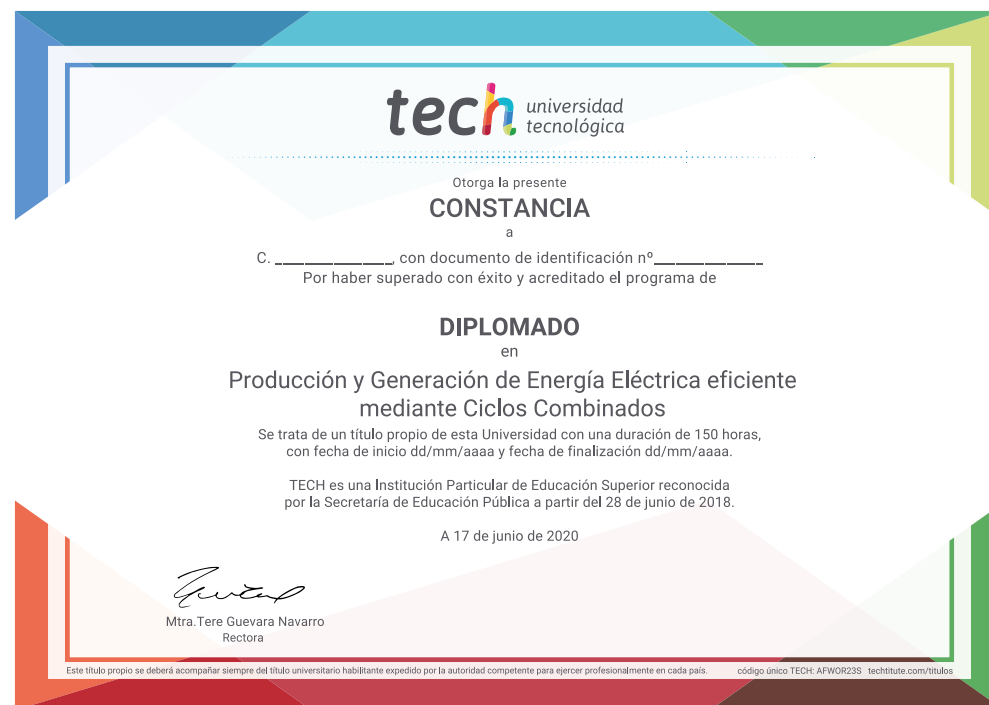 tech universidad
tecnológica
Otorga la presente
CONSTANCIA
a
C. ______________, con documento de identificación nº_____________
Por haber superado con éxito y acreditado el programa de
DIPLOMADO
en
Producción y Generación de Energía Eléctrica eficiente
mediante Ciclos Combinados
Se trata de un título propio de esta Universidad con una duración de 150 horas,
con fecha de inicio dd/mm/aaaa y fecha de finalización dd/mm/aaaa.
TECH es una Institución Particular de Educación Superior reconocida
por la Secretaría de Educación Pública a partir del 28 de junio de 2018.
A 17 de junio de 2020
Mtra.Tere Guevara Navarro
Rectora
Este título propio se deberá acompañar siempre del título universitario habilitante expedido por la autoridad competente para ejercer profesionalmente en cada país. código único TECH: AFWOR23S techtitute.com/titulos